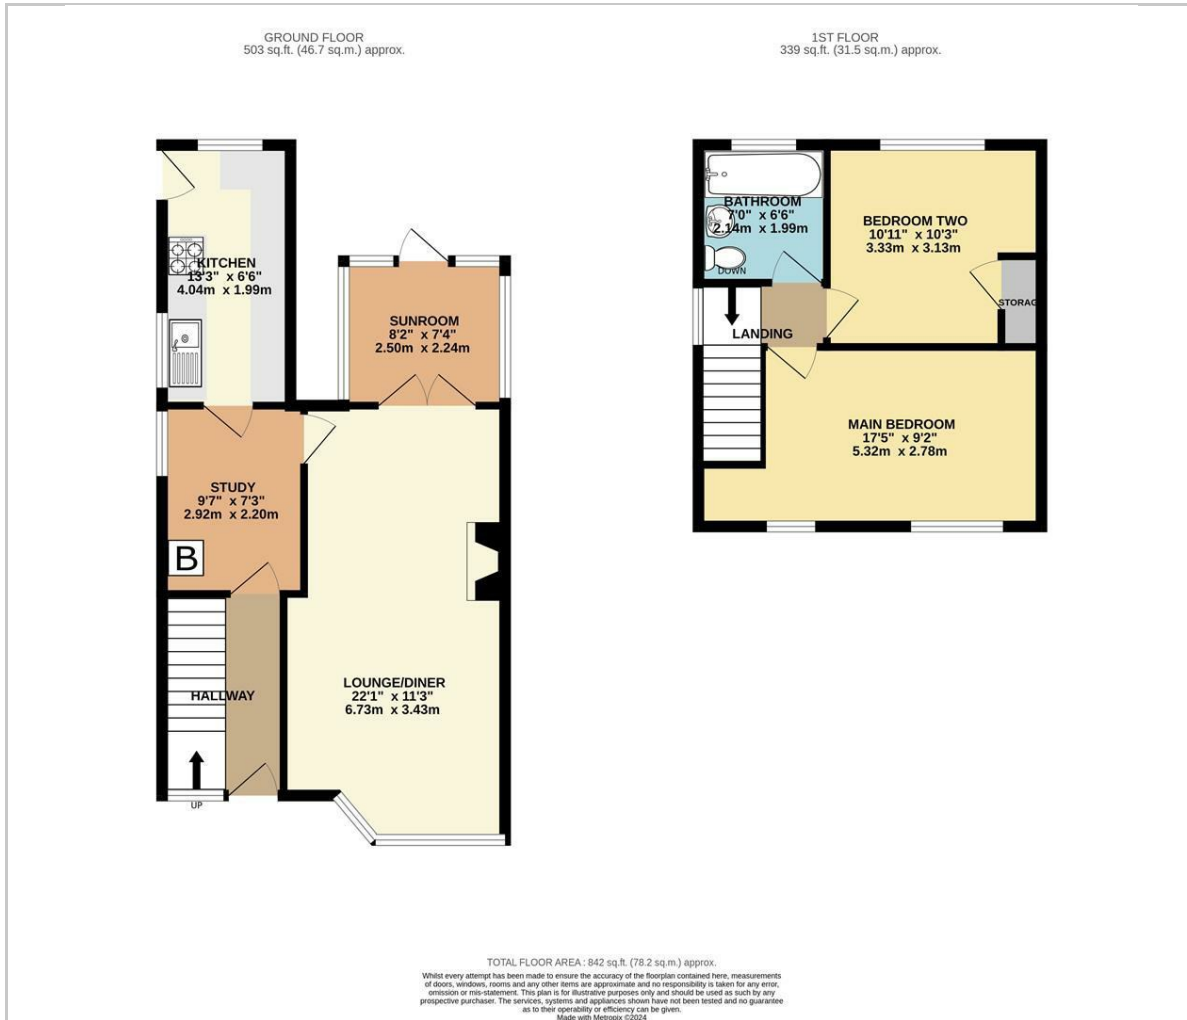 GROUND FLOOR
503 sq.ft. (46.7 sq.m.) approx.
1ST FLOOR
339 sq.ft. (31.5 sq.m.) approx.
KITCHEN
13'3" x 6'6"
4.04m x 1.99m
SUNROOM
8'2" x 7'4"
2.50m x 2.24m
STUDY
9'7" x 7'3"
2.92m x 2.20m
B
HALLWAY
UP
LOUNGE/DINER
22'1" x 11'3"
6.73m x 3.43m
BATHROOM
7'0" x 6'6"
2.14m x 1.99m
DOWN
BEDROOM TWO
10'11" x 10'3"
3.33m x 3.13m
STORAG
LANDING
MAIN BEDROOM
17'5" x 9'2"
5.32m x 2.78m
TOTAL FLOOR AREA : 842 sq.ft. (78.2 sq.m.) approx.
Whilst every attempt has been made to ensure the accuracy of the floorplan contained here, measurements
of doors, windows, rooms and any other items are approximate and no responsibility is taken for any error,
omission or mis-statement. This plan is for illustrative purposes only and should be used as such by any
prospective purchaser. The services, systems and appliances shown have not been tested and no guarantee
as to their operability or efficiency can be given.
Made with Metropix ©2024